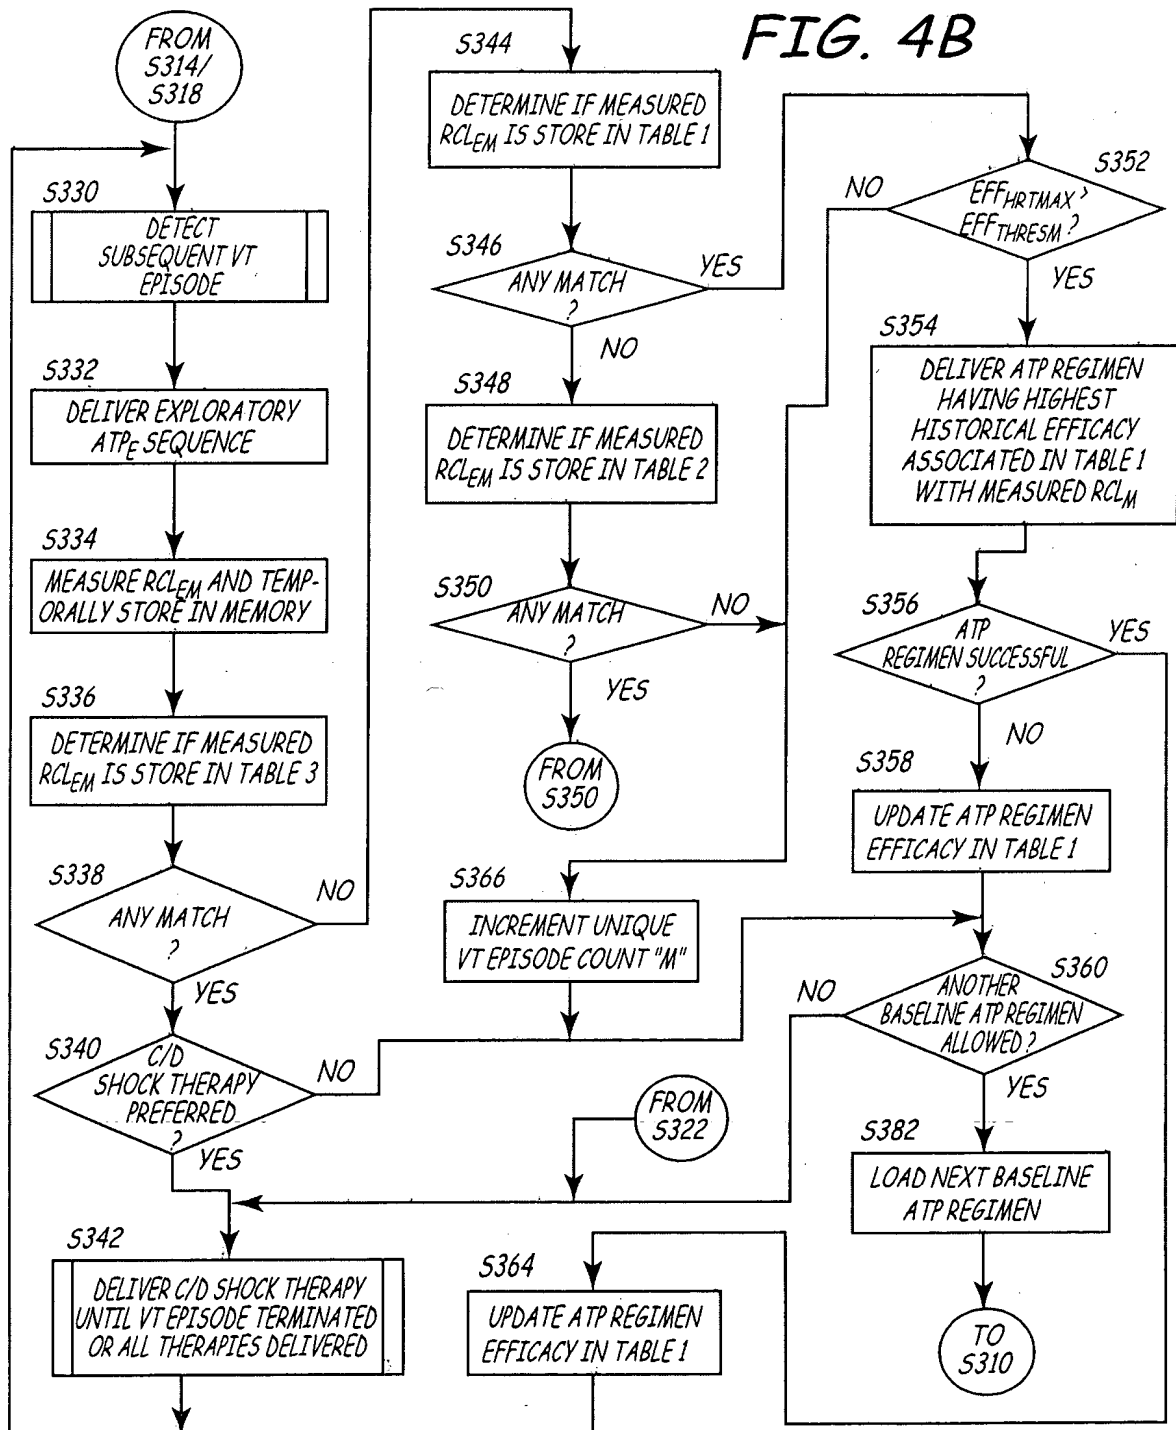 FIG. 4B
FROM
S314/
S318
S330
DETECT
SUBSEQUENT VT
EPISODE
S332
DELIVER EXPLORATORY
ATPE SEQUENCE
S334
MEASURE RCLEM AND TEMP-
ORALLY STORE IN MEMORY
S336
DETERMINE IF MEASURED
RCLEM IS STORE IN TABLE 3
S338
ANY MATCH
?
NO
YES
S340
C/D
SHOCK THERAPY
PREFERRED
?
NO
YES
S342
DELIVER C/D SHOCK THERAPY
UNTIL VT EPISODE TERMINATED
OR ALL THERAPIES DELIVERED
S344
DETERMINE IF MEASURED
RCLEM IS STORE IN TABLE 1
S346
ANY MATCH
?
YES
NO
S348
DETERMINE IF MEASURED
RCLEM IS STORE IN TABLE 2
S350
ANY MATCH
?
NO
YES
FROM
S350
S366
INCREMENT UNIQUE
VT EPISODE COUNT "M"
FROM
S322
S364
UPDATE ATP REGIMEN
EFFICACY IN TABLE 1
S352
NO
EFFHRTMAX >
EFFTHRESM ?
YES
S354
DELIVER ATP REGIMEN
HAVING HIGHEST
HISTORICAL EFFICACY
ASSOCIATED IN TABLE 1
WITH MEASURED RCLM
S356
ATP
REGIMEN SUCCESSFUL
?
YES
NO
S358
UPDATE ATP REGIMEN
EFFICACY IN TABLE 1
S360
NO
ANOTHER
BASELINE ATP REGIMEN
ALLOWED ?
YES
S382
LOAD NEXT BASELINE
ATP REGIMEN
TO
S310